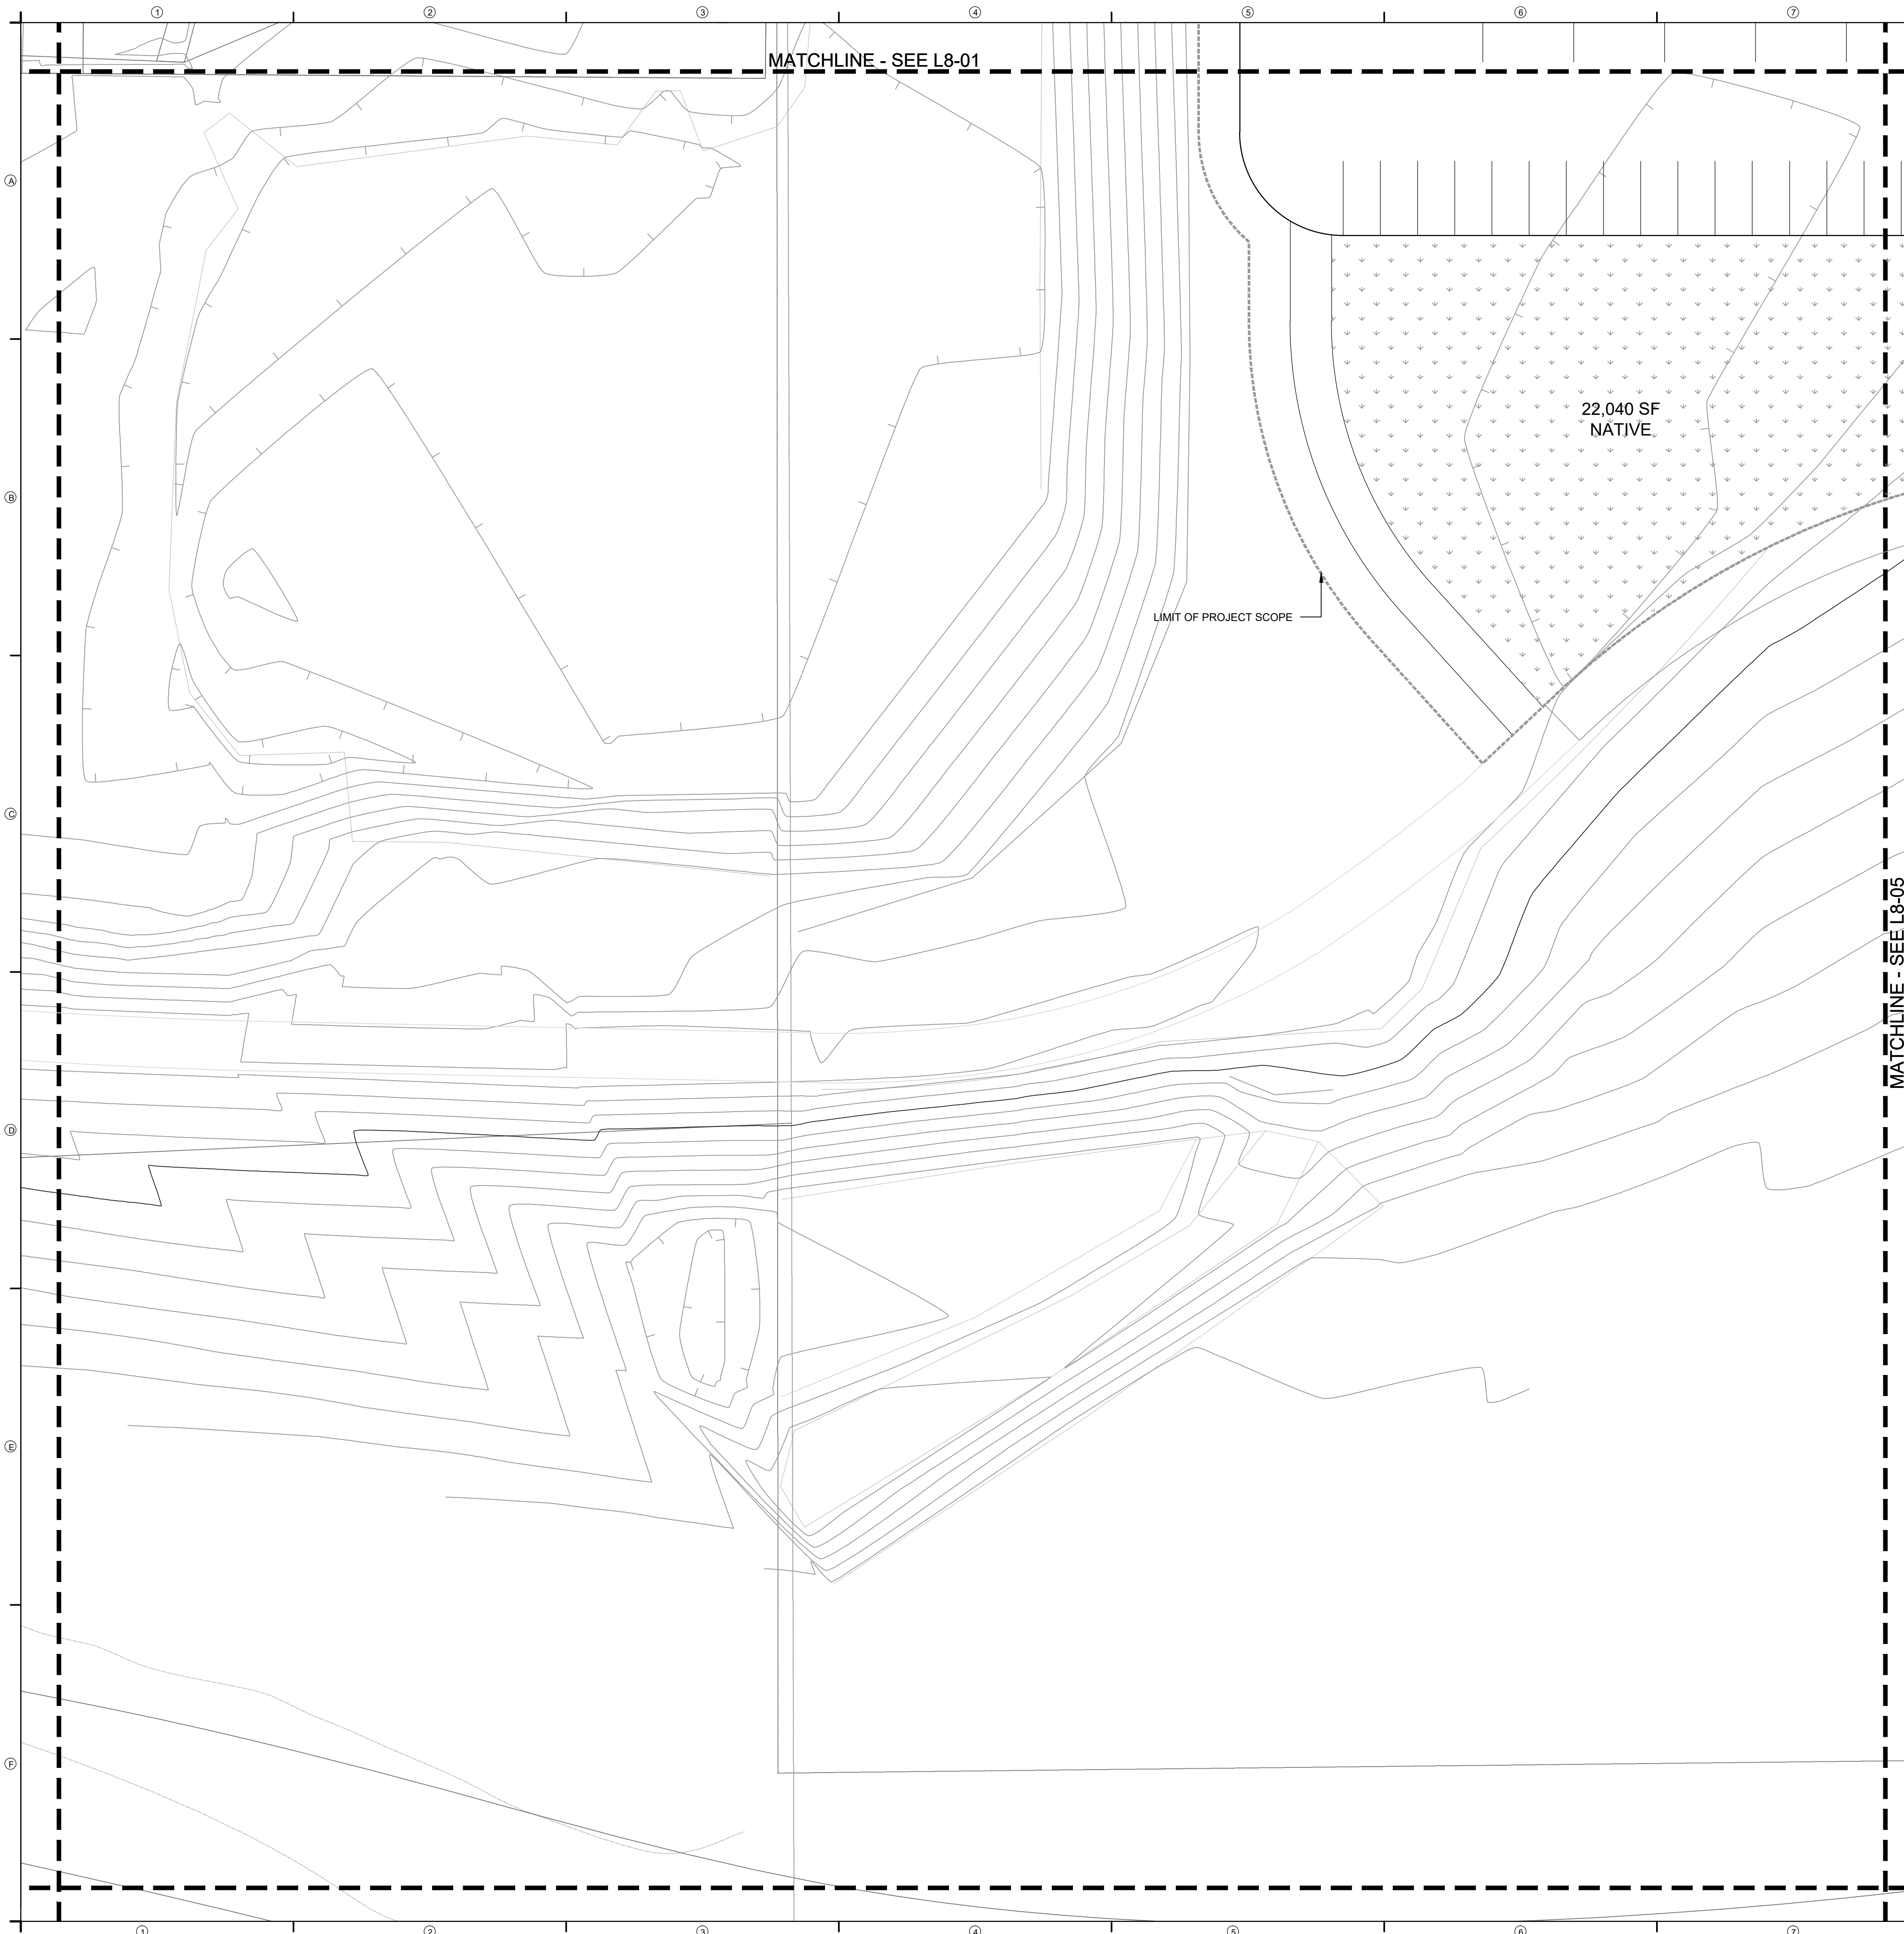 1
2
3
4
5
6
7
MATCHLINE - SEE L8-01
A
22,040 SF
NATIVE
B
LIMIT OF PROJECT SCOPE
C
MATCHLINE - SEE L8-05
D
E
F
1
2
3
4
5
6
7